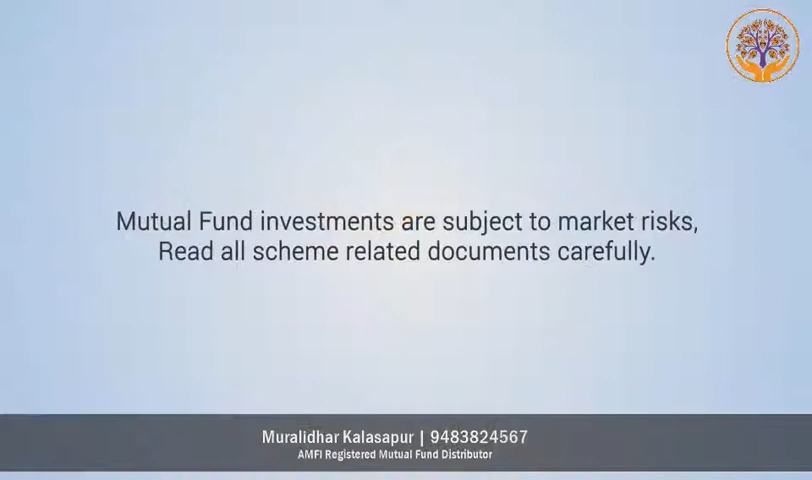 Mutual Fund investments are subject to market risks,
Read all scheme related documents carefully.
Muralidhar Kalasapur | 9483824567
AMFI Registered Mutual Fund Distributor